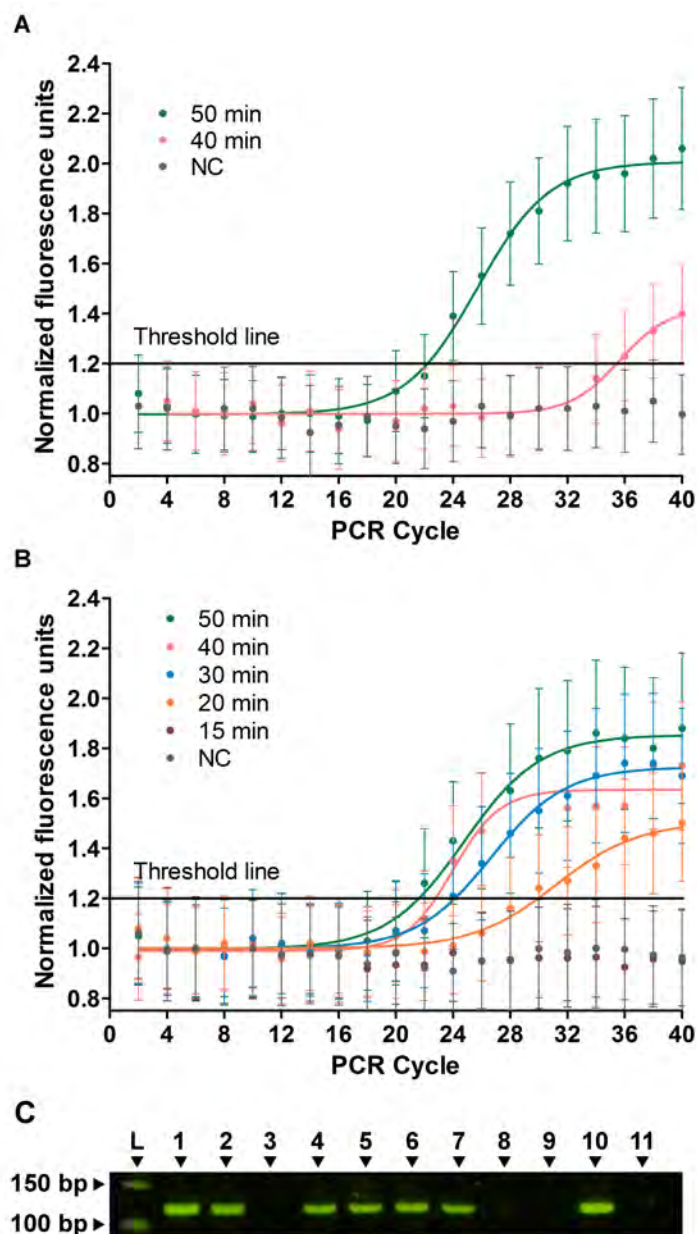 A
Normalized fluorescence units
2.4
2.2
2.0
1.8
1.6
1.4
1.2
1.0
0.8
50 min
40 min
NC
Threshold line
0 4 8 12 16 20 24 28 32 36 40
PCR Cycle
B
Normalized fluorescence units
2.4
2.2
2.0
1.8
1.6
1.4
1.2
1.0
0.8
50 min
40 min
30 min
20 min
15 min
NC
Threshold line
0 4 8 12 16 20 24 28 32 36 40
PCR Cycle
C
L 1 2 3 4 5 6 7 8 9 10 11
150 bp
100 bp